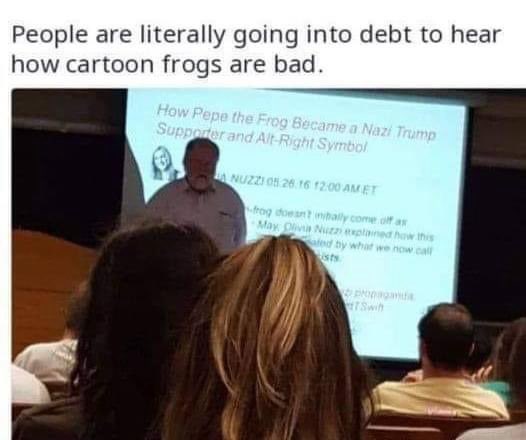 People are literally going into debt to hear
how cartoon frogs are bad.
How Pepe the Frog Became a Nazi Trump
Supporter and Alt-Right Symbol
NUZZI 05.26.16 12:00 AM ET
frog doesn't initially come off as
May, Olivia Nuzzi explained how this
by what we now call
ists.
propaganda